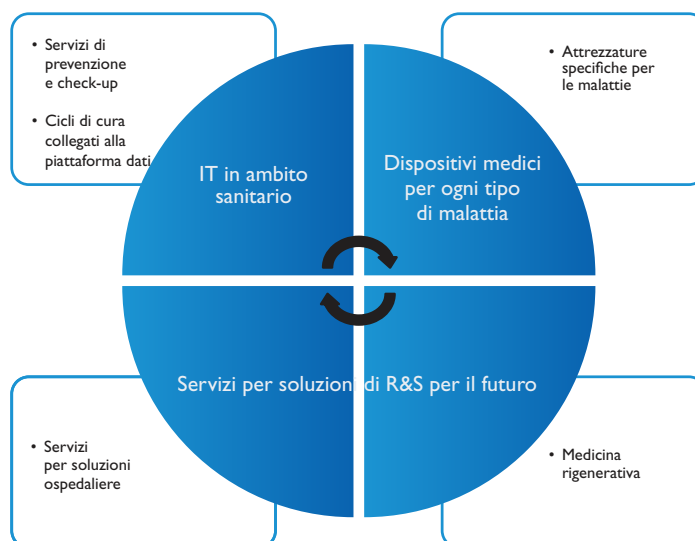 • Servizi di
prevenzione
e check-up
• Cicli di cura
collegati alla
piattaforma dati
• Attrezzature
specifiche per
le malattie
IT in ambito
sanitario
Dispositivi medici
per ogni tipo
di malattia
Servizi per soluzioni di R&S per il futuro
• Servizi
per soluzioni
ospedaliere
• Medicina
rigenerativa